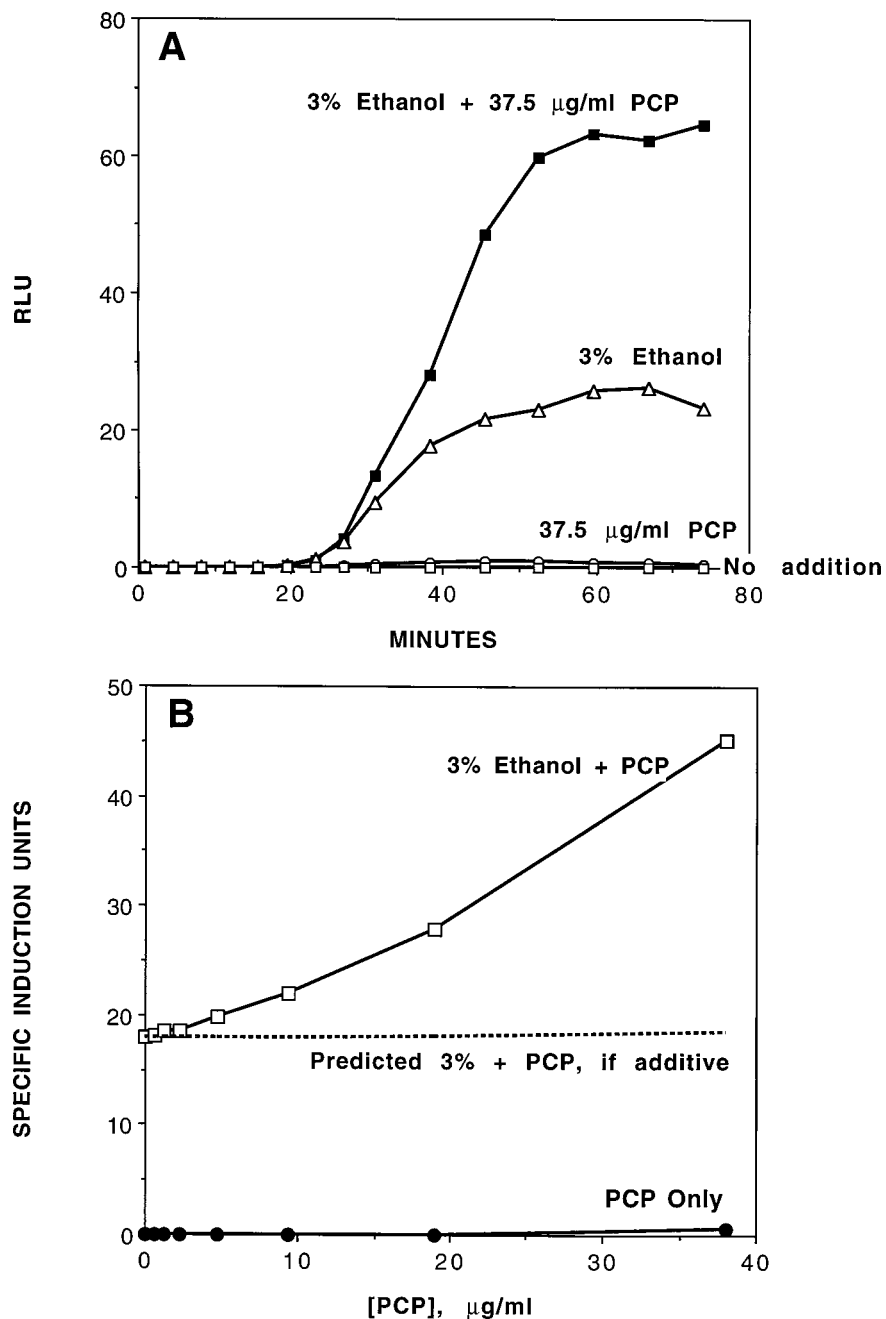 A
80
3% Ethanol + 37.5 μg/ml PCP
60
RLU
40
3% Ethanol
20
37.5 μg/ml PCP
0
No addition
0 20 40 60 80
MINUTES
B
50
3% Ethanol + PCP
40
SPECIFIC INDUCTION UNITS
30
20
Predicted 3% + PCP, if additive
10
PCP Only
0
0 10 20 30 40
[PCP], μg/ml